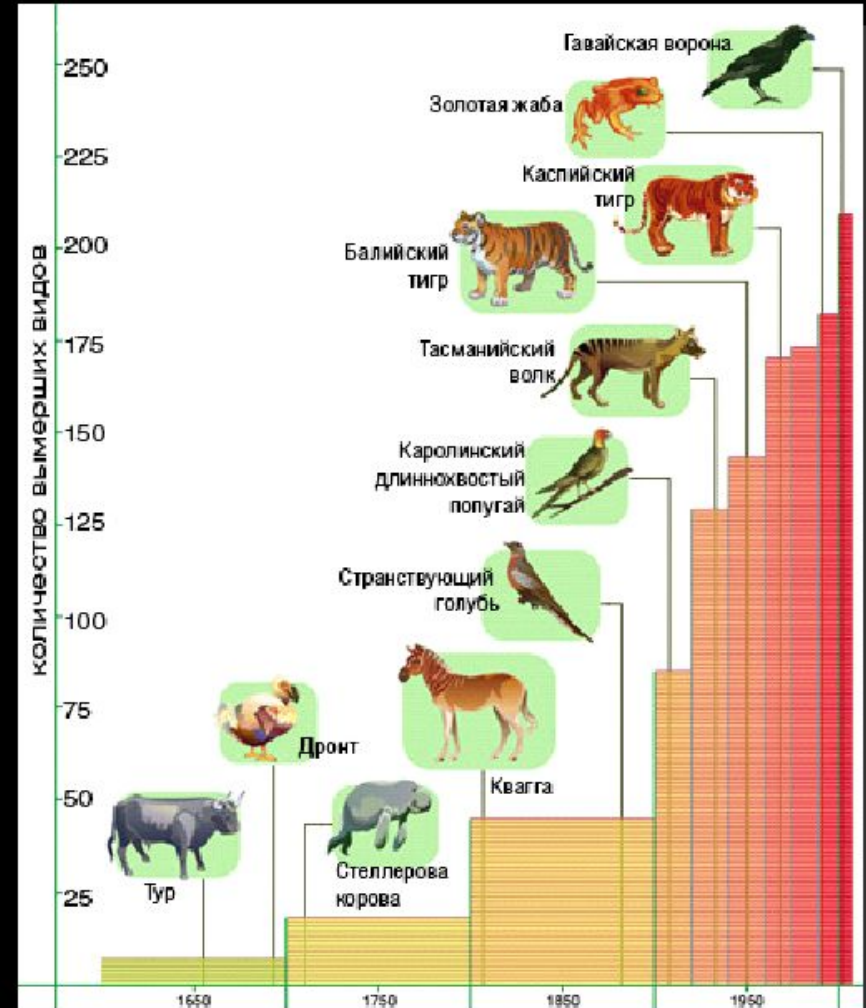 количество вымерших видов
250
225
200
175
150
125
100
75
50
25
Гавайская ворона
Золотая жаба
Каспийский
тигр
Балийский
тигр
Тасманийский
волк
Каролинский
длиннохвостый
попугай
Странствующий
голубь
Квагга
Дронт
Стеллерова
корова
Тур
1650
1750
1850
1950